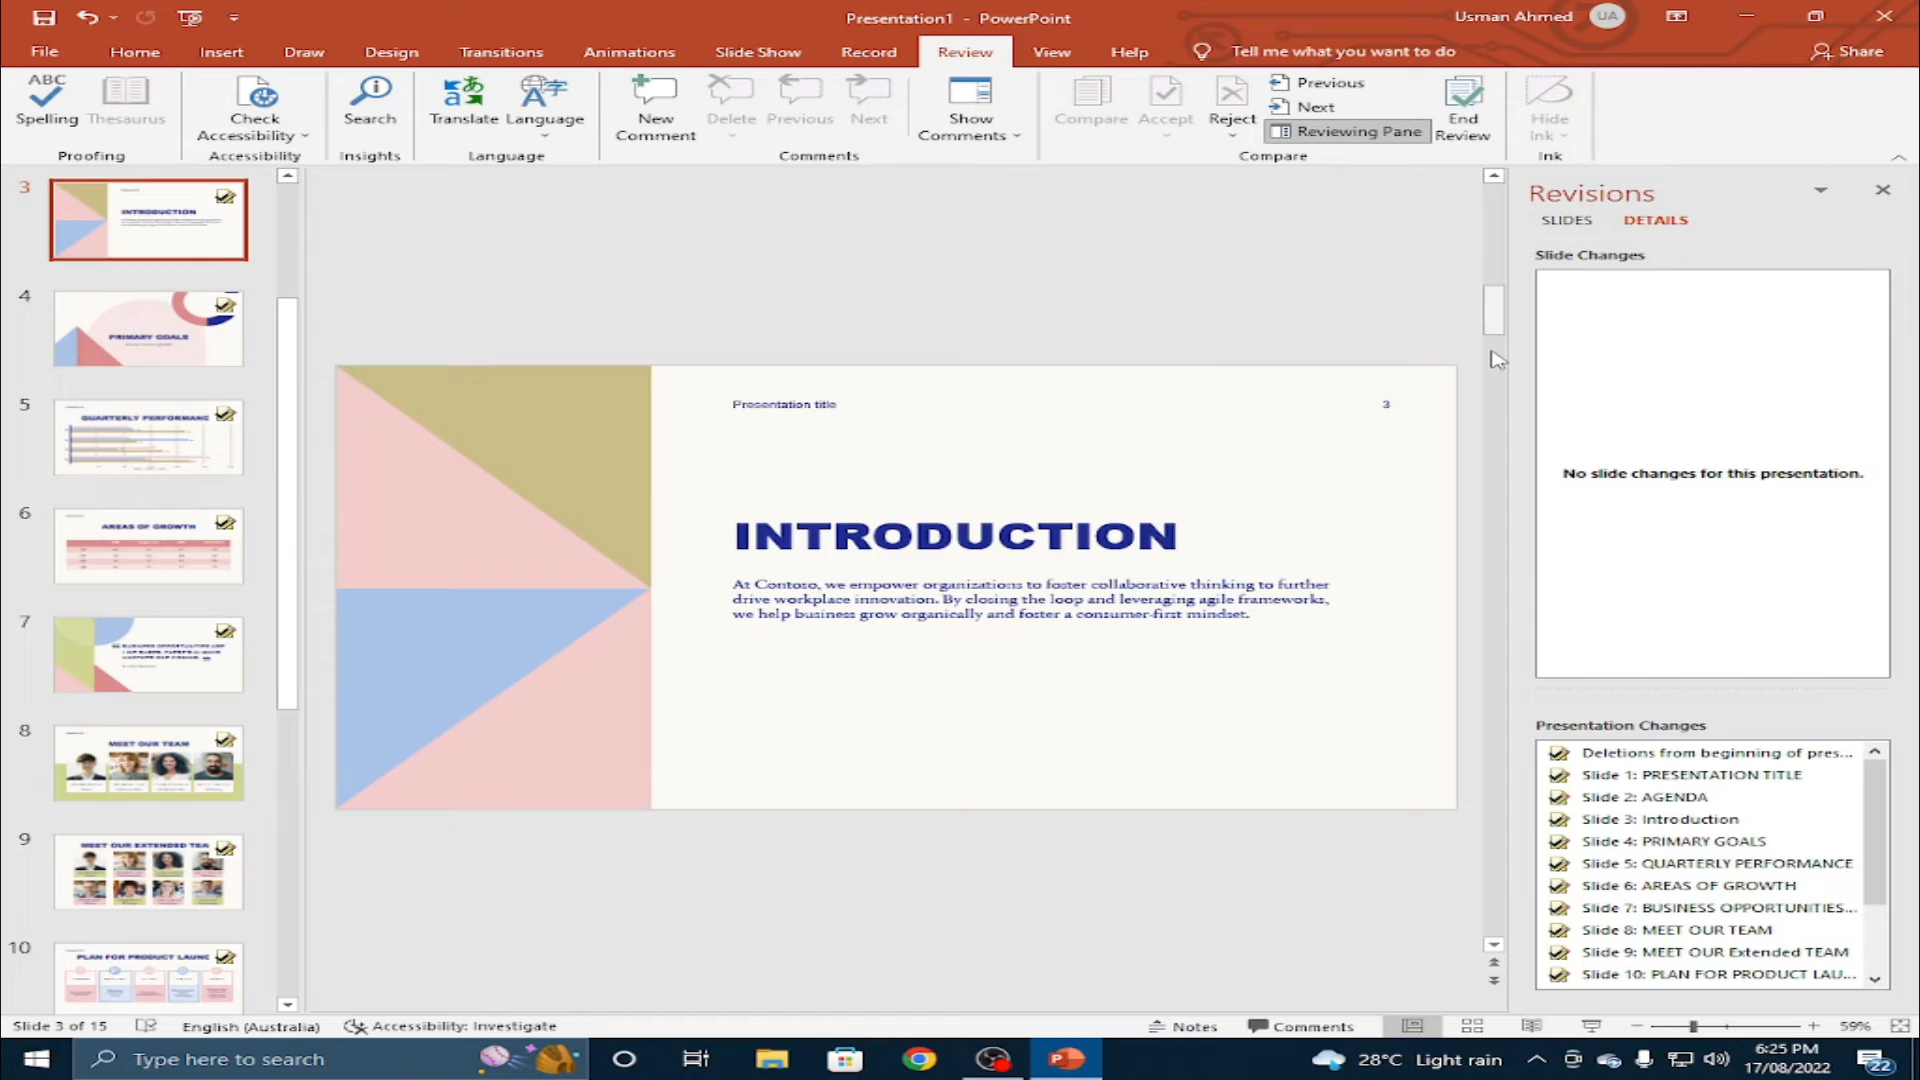 Presentation1 - PowerPoint
Usman Ahmed
UA
File
Home
Insert
Draw
Design
Transitions
Animations
Slide Show
Record
Review
View
Help
Tell me what you want to do
Share
ABC
Spelling
Thesaurus
Proofing
Check
Accessibility
Accessibility
Search
Insights
Translate
Language
Language
New
Comment
Delete
Previous
Next
Show
Comments
Comments
Compare
Accept
Reject
Previous
Next
Reviewing Pane
End
Review
Compare
Hide
Ink
Ink
3
INTRODUCTION
4
PRIMARY GOALS
5
QUARTERLY PERFORMANC
6
AREAS OF GROWTH
7
8
MEET OUR TEAM
9
MEET OUR EXTENDED TEA
10
PLAN FOR PRODUCT LAUNC
Presentation title
3
INTRODUCTION
At Contoso, we empower organizations to foster collaborative thinking to further
drive workplace innovation. By closing the loop and leveraging agile frameworks,
we help business grow organically and foster a consumer-first mindset.
Revisions
SLIDES
DETAILS
Slide Changes
No slide changes for this presentation.
Presentation Changes
Deletions from beginning of pres...
Slide 1: PRESENTATION TITLE
Slide 2: AGENDA
Slide 3: Introduction
Slide 4: PRIMARY GOALS
Slide 5: QUARTERLY PERFORMANCE
Slide 6: AREAS OF GROWTH
Slide 7: BUSINESS OPPORTUNITIES...
Slide 8: MEET OUR TEAM
Slide 9: MEET OUR Extended TEAM
Slide 10: PLAN FOR PRODUCT LAU...
Slide 3 of 15
English (Australia)
Accessibility: Investigate
Notes
Comments
59%
Type here to search
28°C Light rain
6:25 PM
17/08/2022
22